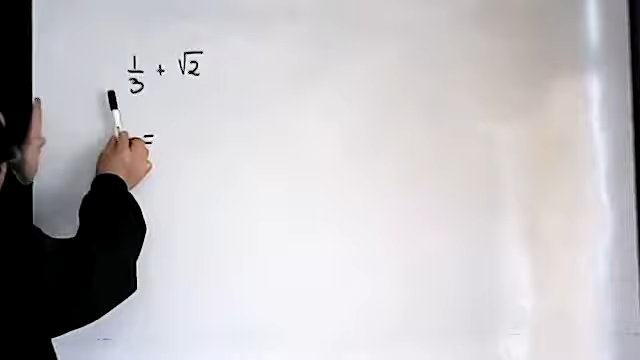 1/3 + √2
=